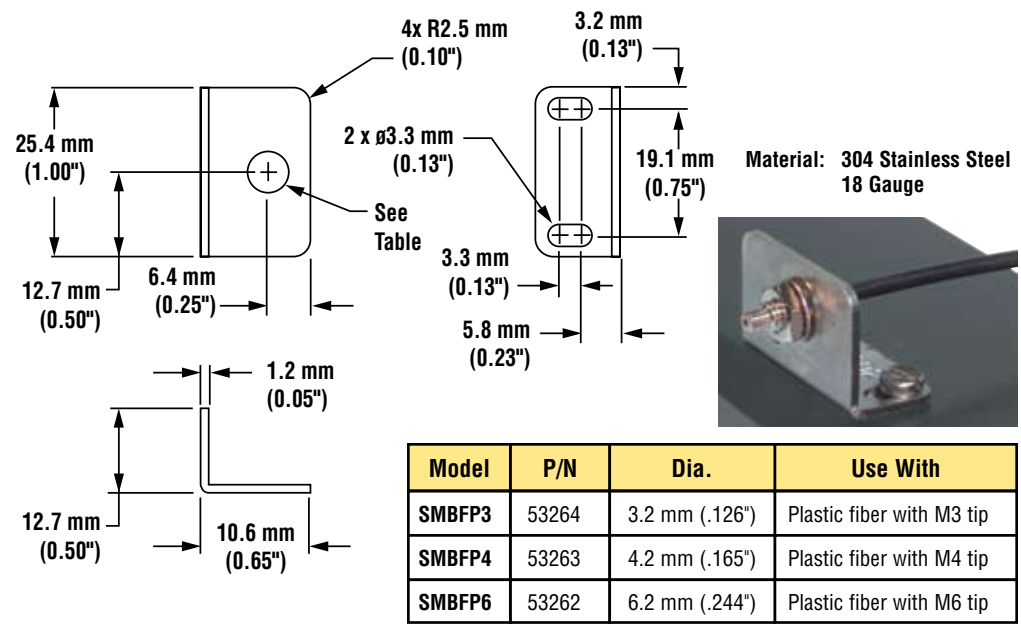 4x R2.5 mm
(0.10")
3.2 mm
(0.13")
25.4 mm
(1.00")
2 x ø3.3 mm
(0.13")
19.1 mm
(0.75")
Material: 304 Stainless Steel
18 Gauge
See
Table
12.7 mm
(0.50")
6.4 mm
(0.25")
3.3 mm
(0.13")
5.8 mm
(0.23")
1.2 mm
(0.05")
12.7 mm
(0.50")
10.6 mm
(0.65")
Model P/N Dia. Use With
SMBFP3 53264 3.2 mm (.126") Plastic fiber with M3 tip
SMBFP4 53263 4.2 mm (.165") Plastic fiber with M4 tip
SMBFP6 53262 6.2 mm (.244") Plastic fiber with M6 tip